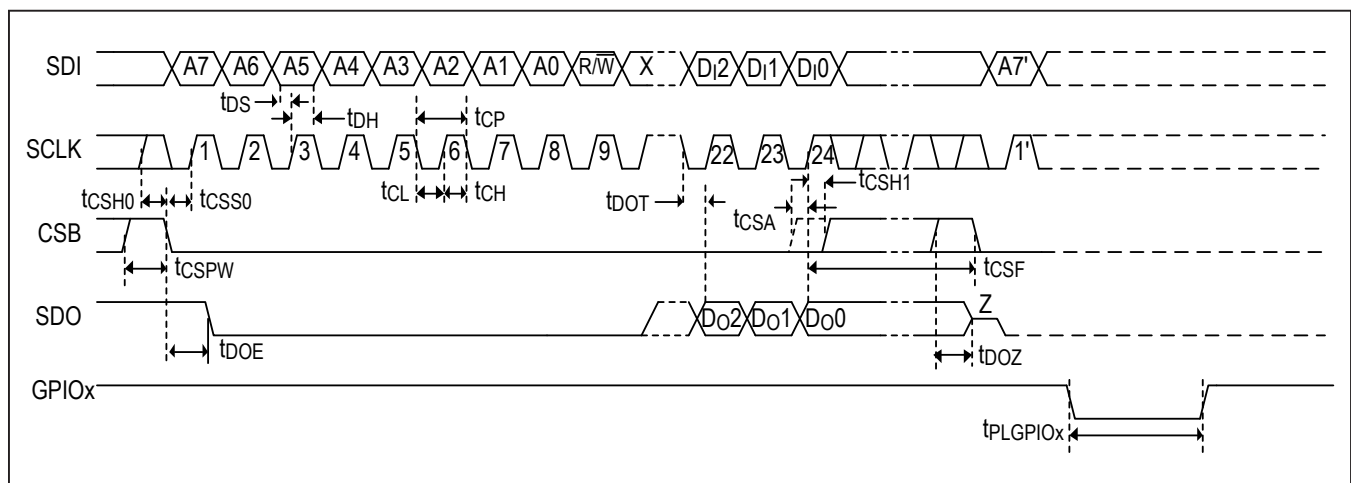 SDI A7 A6 A5 A4 A3 A2 A1 A0 R/W̅ X DI2 DI1 DI0 A7'
tDS tDH tCP
SCLK 1 2 3 4 5 6 7 8 9 22 23 24 1'
tCSH0 tCSS0 tCL tCH tDOT tCSA tCSH1
CSB
tCSPW tCSF
SDO DO2 DO1 DO0 Z
tDOE tDOZ
GPIOx
tPLGPIOx